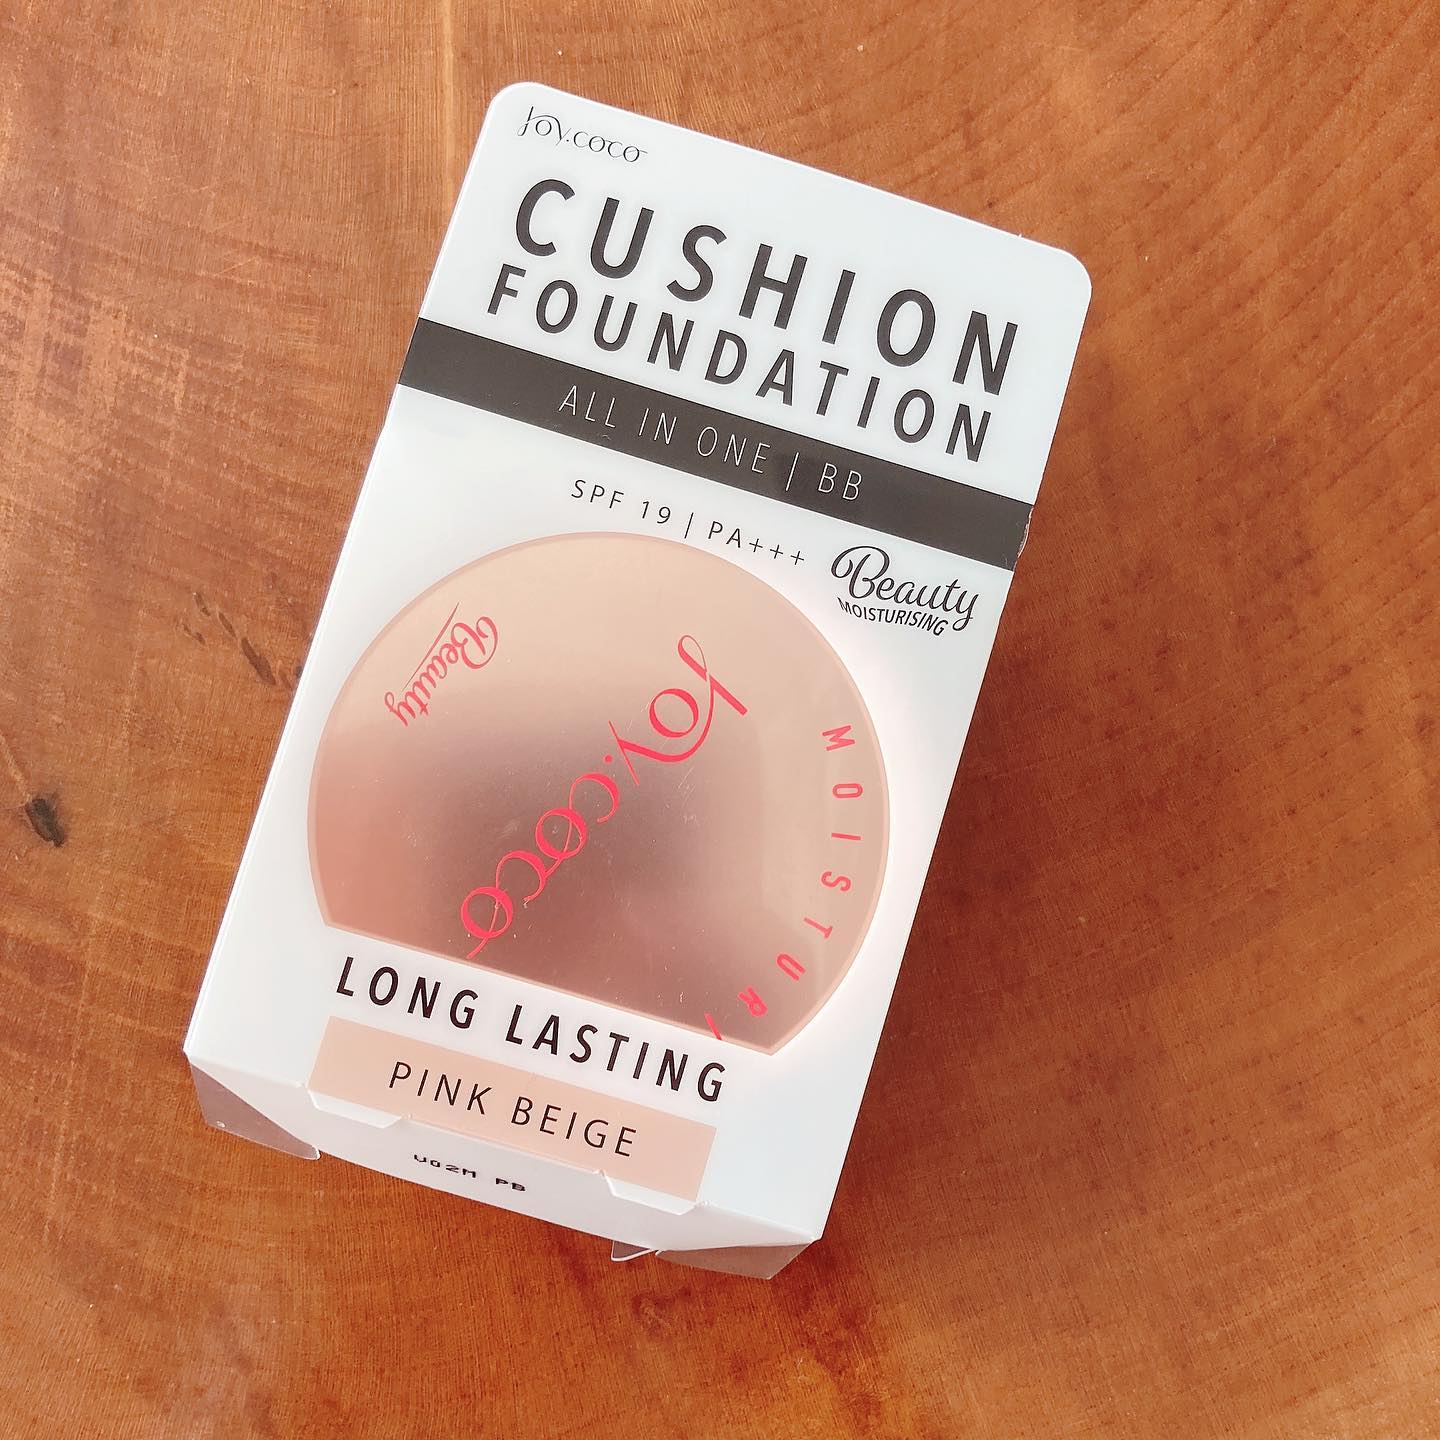 Joy.coco
CUSHION
FOUNDATION
ALL IN ONE | BB
SPF 19 | PA+++
Beauty
MOISTURISING
Beauty
Joy.coco
MOISTURI
LONG LASTING
PINK BEIGE
U02M PB